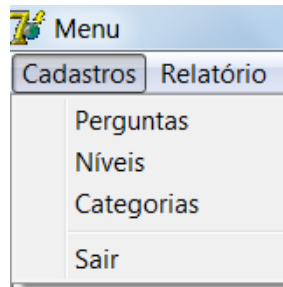 Menu
Cadastros Relatório
Perguntas
Níveis
Categorias
Sair